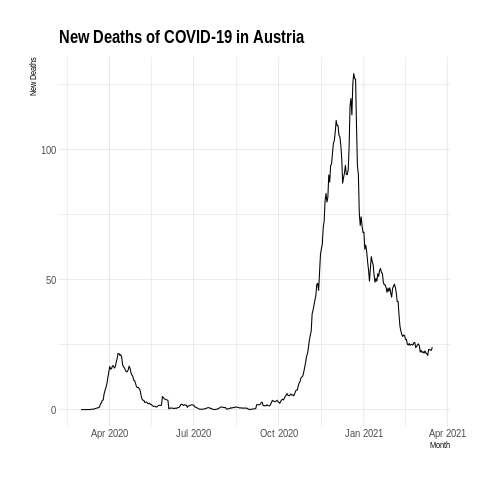 New Deaths of COVID-19 in Austria
New Deaths
100
50
0
Apr 2020 Jul 2020 Oct 2020 Jan 2021 Apr 2021
Month